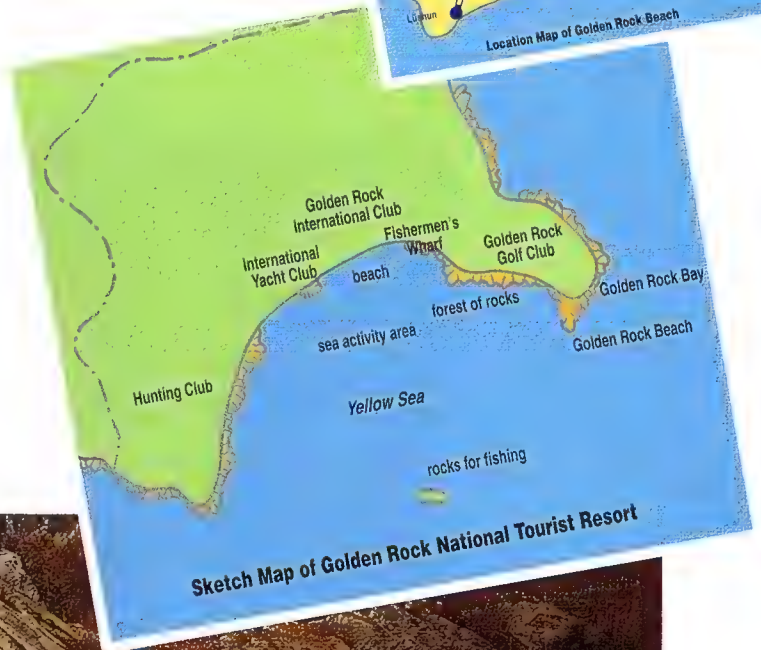 Lüshun
Location Map of Golden Rock Beach
Golden Rock
International Club
Fishermen's
Wharf
Golden Rock
Golf Club
International
Yacht Club
beach
Golden Rock Bay
forest of rocks
Golden Rock Beach
sea activity area
Hunting Club
Yellow Sea
rocks for fishing
Sketch Map of Golden Rock National Tourist Resort